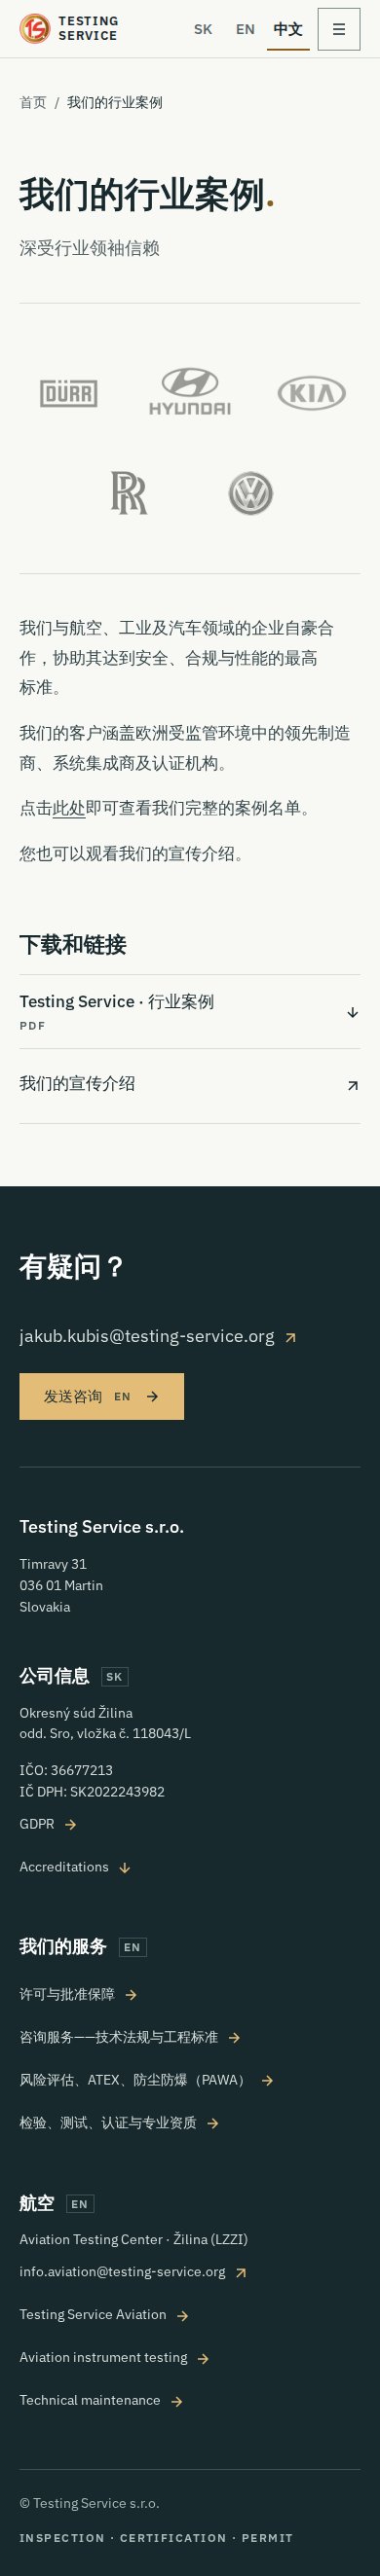 TESTING
SERVICE
SK EN 中文
首页 / 我们的行业案例
我们的行业案例.
深受行业领袖信赖
DÜRR HYUNDAI KIA
我们与航空、工业及汽车领域的企业自豪合
作，协助其达到安全、合规与性能的最高
标准。
我们的客户涵盖欧洲受监管环境中的领先制造
商、系统集成商及认证机构。
点击此处即可查看我们完整的案例名单。
您也可以观看我们的宣传介绍。
下载和链接
Testing Service · 行业案例
PDF
我们的宣传介绍
有疑问？
jakub.kubis@testing-service.org
发送咨询 EN
Testing Service s.r.o.
Timravy 31
036 01 Martin
Slovakia
公司信息 SK
Okresný súd Žilina
odd. Sro, vložka č. 118043/L
IČO: 36677213
IČ DPH: SK2022243982
GDPR
Accreditations
我们的服务 EN
许可与批准保障
咨询服务——技术法规与工程标准
风险评估、ATEX、防尘防爆（PAWA）
检验、测试、认证与专业资质
航空 EN
Aviation Testing Center · Žilina (LZZI)
info.aviation@testing-service.org
Testing Service Aviation
Aviation instrument testing
Technical maintenance
© Testing Service s.r.o.
INSPECTION · CERTIFICATION · PERMIT